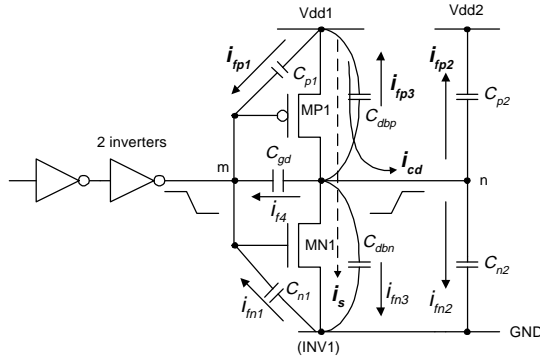 Vdd1
Vdd2
i_fp1
C_p1
i_fp3
i_fp2
MP1
C_dbp
C_p2
2 inverters
m
C_gd
i_cd
n
i_f4
MN1
C_dbn
C_n1
C_n2
i_fn1
i_s
i_fn3
i_fn2
(INV1)
GND